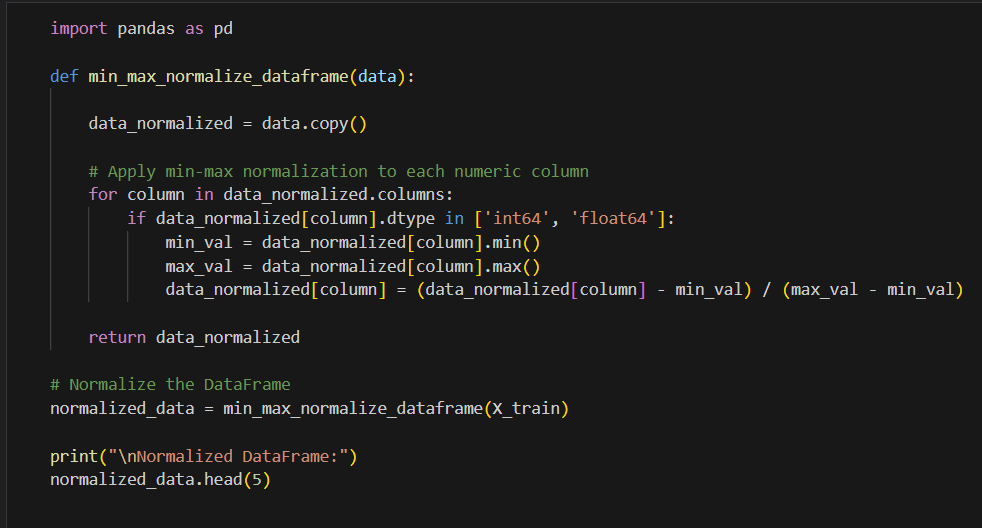 import pandas as pd
def min_max_normalize_dataframe(data):
data_normalized = data.copy()
# Apply min-max normalization to each numeric column
for column in data_normalized.columns:
if data_normalized[column].dtype in ['int64', 'float64']:
min_val = data_normalized[column].min()
max_val = data_normalized[column].max()
data_normalized[column] = (data_normalized[column] - min_val) / (max_val - min_val)
return data_normalized
# Normalize the DataFrame
normalized_data = min_max_normalize_dataframe(X_train)
print("\nNormalized DataFrame:")
normalized_data.head(5)